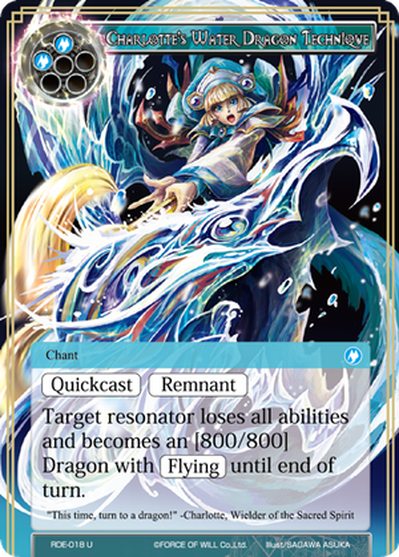 CHARLOTTE'S WATER DRAGON TECHNIQUE
Chant
Quickcast Remnant
Target resonator loses all abilities
and becomes an [800/800]
Dragon with Flying until end of
turn.
"This time, turn to a dragon!" -Charlotte, Wielder of the Sacred Spirit
RDE-018 U ©FORCE OF WILL Co.,Ltd. Illust/SAGAWA ASUKA